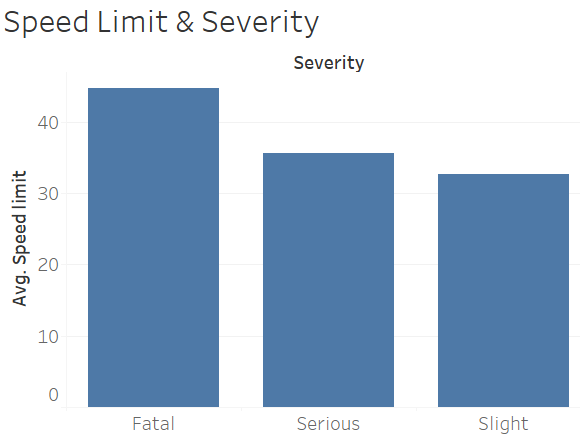 Speed Limit & Severity
Severity
Avg. Speed limit
40
30
20
10
0
Fatal
Serious
Slight